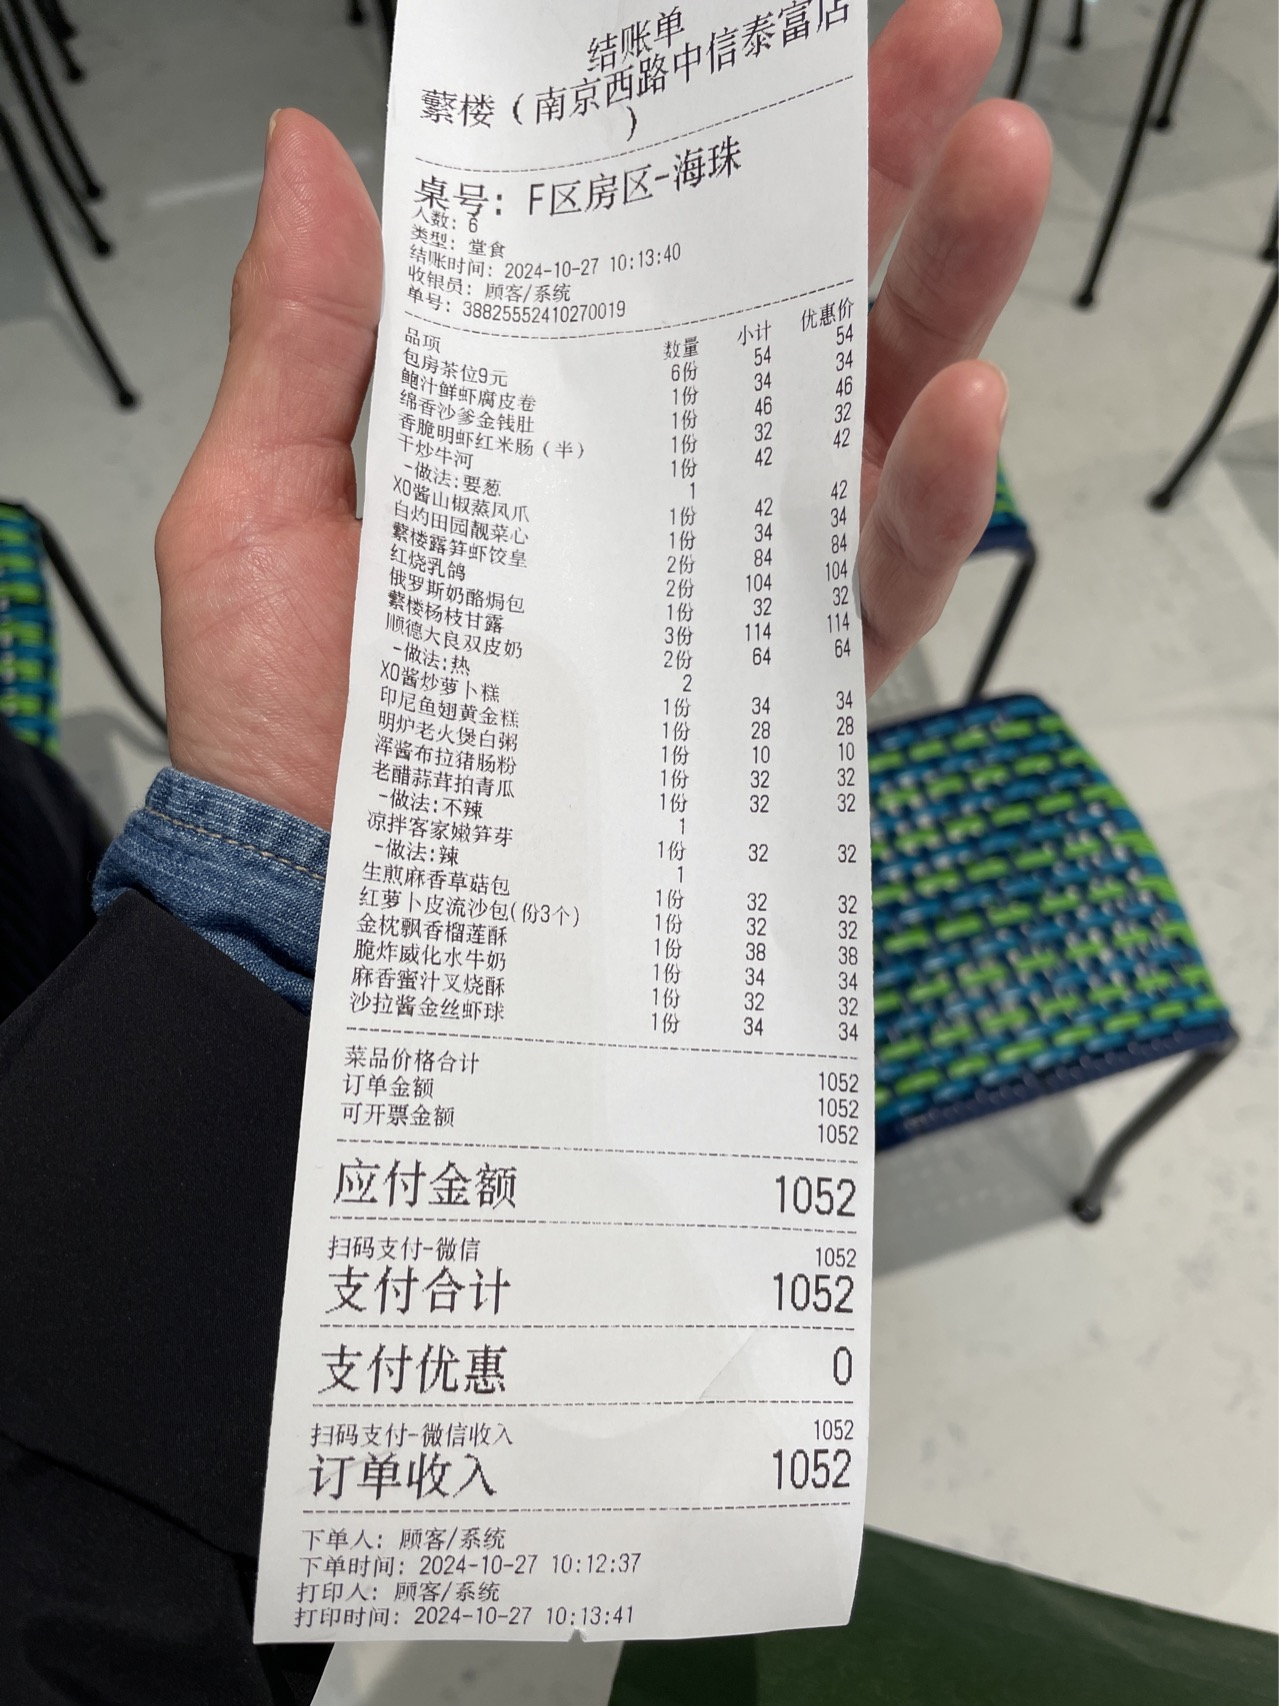 结账单
蘩楼（南京西路中信泰富店
）
桌号：F区房区-海珠
人数：6
类型：堂食
结账时间：2024-10-27 10:13:40
收银员：顾客/系统
单号：38825552410270019
品项 数量 小计 优惠价
包房茶位9元 6份 54 54
鲍汁鲜虾腐皮卷 1份 34 34
绵香沙爹金钱肚 1份 46 46
香脆明虾红米肠（半） 1份 32 32
干炒牛河 1份 42 42
-做法:要葱 1
XO酱山椒蒸凤爪 1份 42 42
白灼田园靓菜心 1份 34 34
蘩楼露笋虾饺皇 2份 84 84
红烧乳鸽 2份 104 104
俄罗斯奶酪焗包 1份 32 32
蘩楼杨枝甘露 3份 114 114
顺德大良双皮奶 2份 64 64
-做法:热 2
XO酱炒萝卜糕 1份 34 34
印尼鱼翅黄金糕 1份 28 28
明炉老火煲白粥 1份 10 10
浑酱布拉猪肠粉 1份 32 32
老醋蒜茸拍青瓜 1份 32 32
-做法:不辣 1
凉拌客家嫩笋芽 1份 32 32
-做法:辣 1
生煎麻香草菇包 1份 32 32
红萝卜皮流沙包(份3个) 1份 32 32
金枕飘香榴莲酥 1份 38 38
脆炸威化水牛奶 1份 34 34
麻香蜜汁叉烧酥 1份 32 32
沙拉酱金丝虾球 1份 34 34
菜品价格合计 1052
订单金额 1052
可开票金额 1052
应付金额 1052
扫码支付-微信 1052
支付合计 1052
支付优惠 0
扫码支付-微信收入 1052
订单收入 1052
下单人：顾客/系统
下单时间：2024-10-27 10:12:37
打印人：顾客/系统
打印时间：2024-10-27 10:13:41